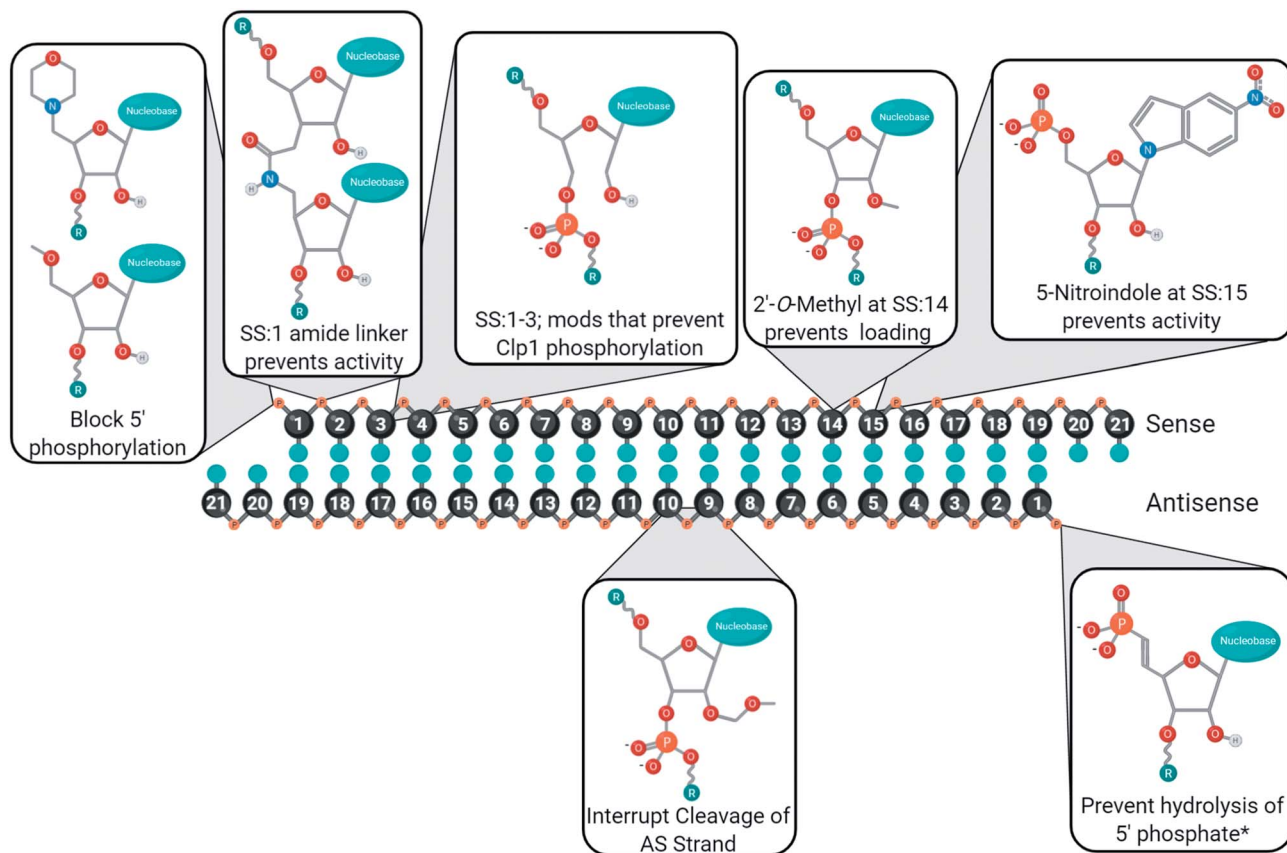 O
N
Nucleobase
O
O
O H
R
O
Nucleobase
O
O
O H
R
Block 5'
phosphorylation
R
O
Nucleobase
O
O
O H
H N
Nucleobase
O
O
O H
R
SS:1 amide linker
prevents activity
R
O
Nucleobase
O
H
- O P O
- O
R
SS:1-3; mods that prevent
Clp1 phosphorylation
R
O
Nucleobase
O
O
O
- O P O
- O
R
2'-O-Methyl at SS:14
prevents loading
O
- O P O
- O
O
N
O
N
O
O
O H
R
5-Nitroindole at SS:15
prevents activity
P P P P P P P P P P P P P P P P P P P P P
1 2 3 4 5 6 7 8 9 10 11 12 13 14 15 16 17 18 19 20 21 Sense
21 20 19 18 17 16 15 14 13 12 11 10 9 8 7 6 5 4 3 2 1 Antisense
P P P P P P P P P P P P P P P P P P P P P
R
O
Nucleobase
O
O
O
O
- O P O
- O
R
Interrupt Cleavage of
AS Strand
O
- O P
- O
Nucleobase
O
O
O H
R
Prevent hydrolysis of
5' phosphate*